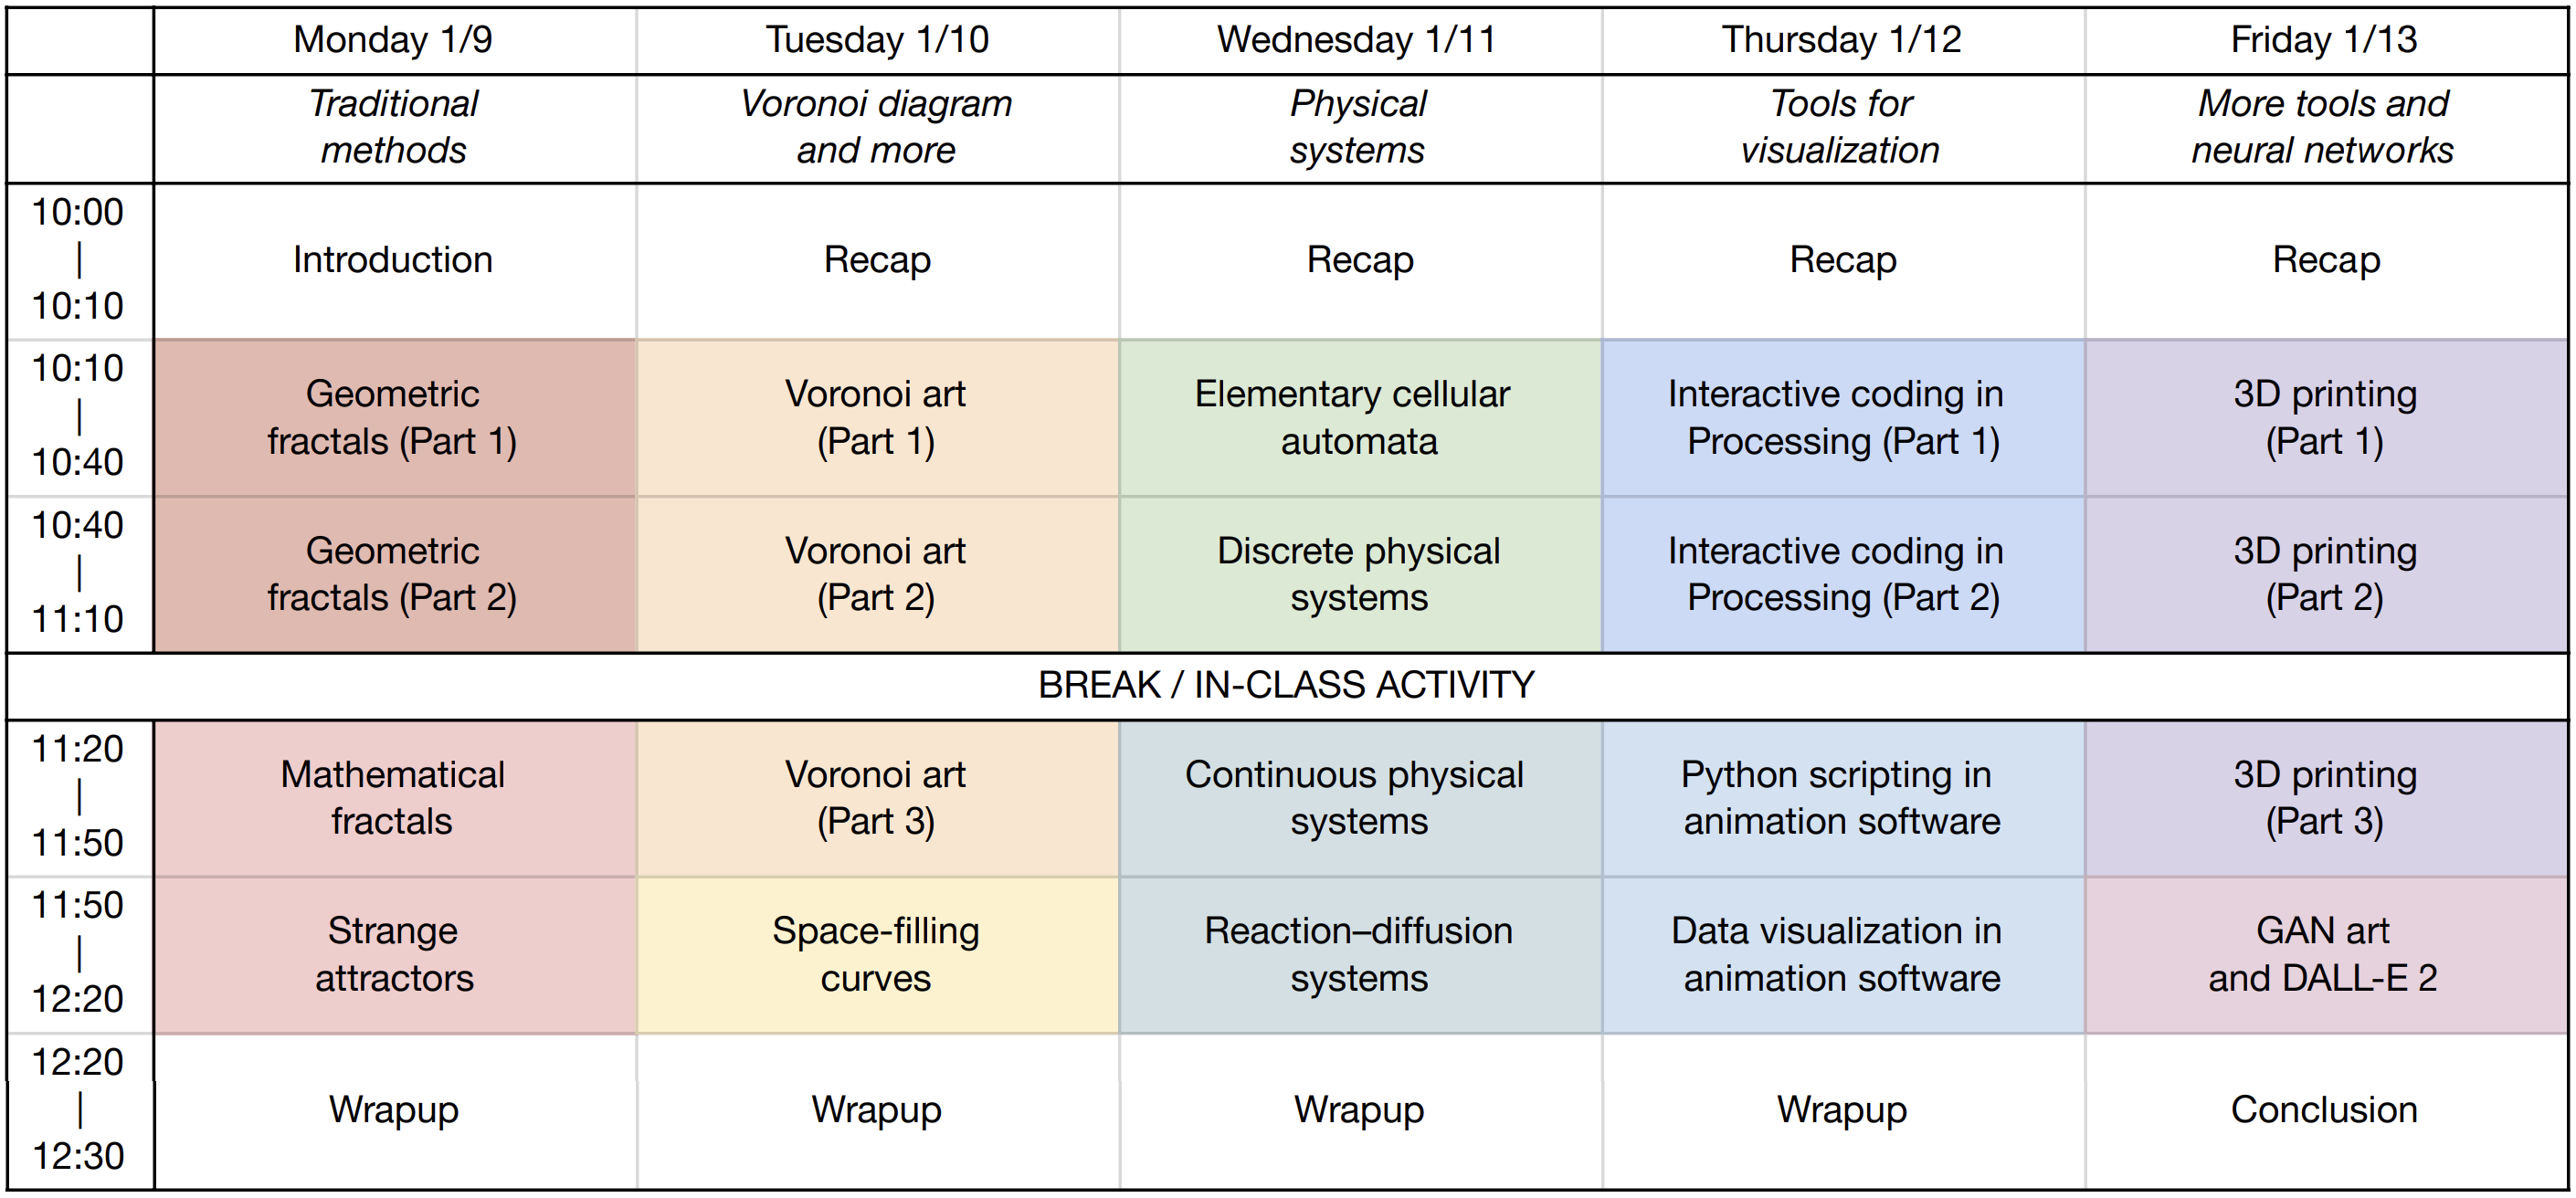 Monday 1/9 Tuesday 1/10 Wednesday 1/11 Thursday 1/12 Friday 1/13
Traditional Voronoi diagram Physical Tools for More tools and
methods and more systems visualization neural networks
10:00
|
10:10
Introduction Recap Recap Recap Recap
10:10
|
10:40
Geometric Voronoi art Elementary cellular Interactive coding in 3D printing
fractals (Part 1) (Part 1) automata Processing (Part 1) (Part 1)
10:40
|
11:10
Geometric Voronoi art Discrete physical Interactive coding in 3D printing
fractals (Part 2) (Part 2) systems Processing (Part 2) (Part 2)
BREAK / IN-CLASS ACTIVITY
11:20
|
11:50
Mathematical Voronoi art Continuous physical Python scripting in 3D printing
fractals (Part 3) systems animation software (Part 3)
11:50
|
12:20
Strange Space-filling Reaction–diffusion Data visualization in GAN art
attractors curves systems animation software and DALL-E 2
12:20
|
12:30
Wrapup Wrapup Wrapup Wrapup Conclusion